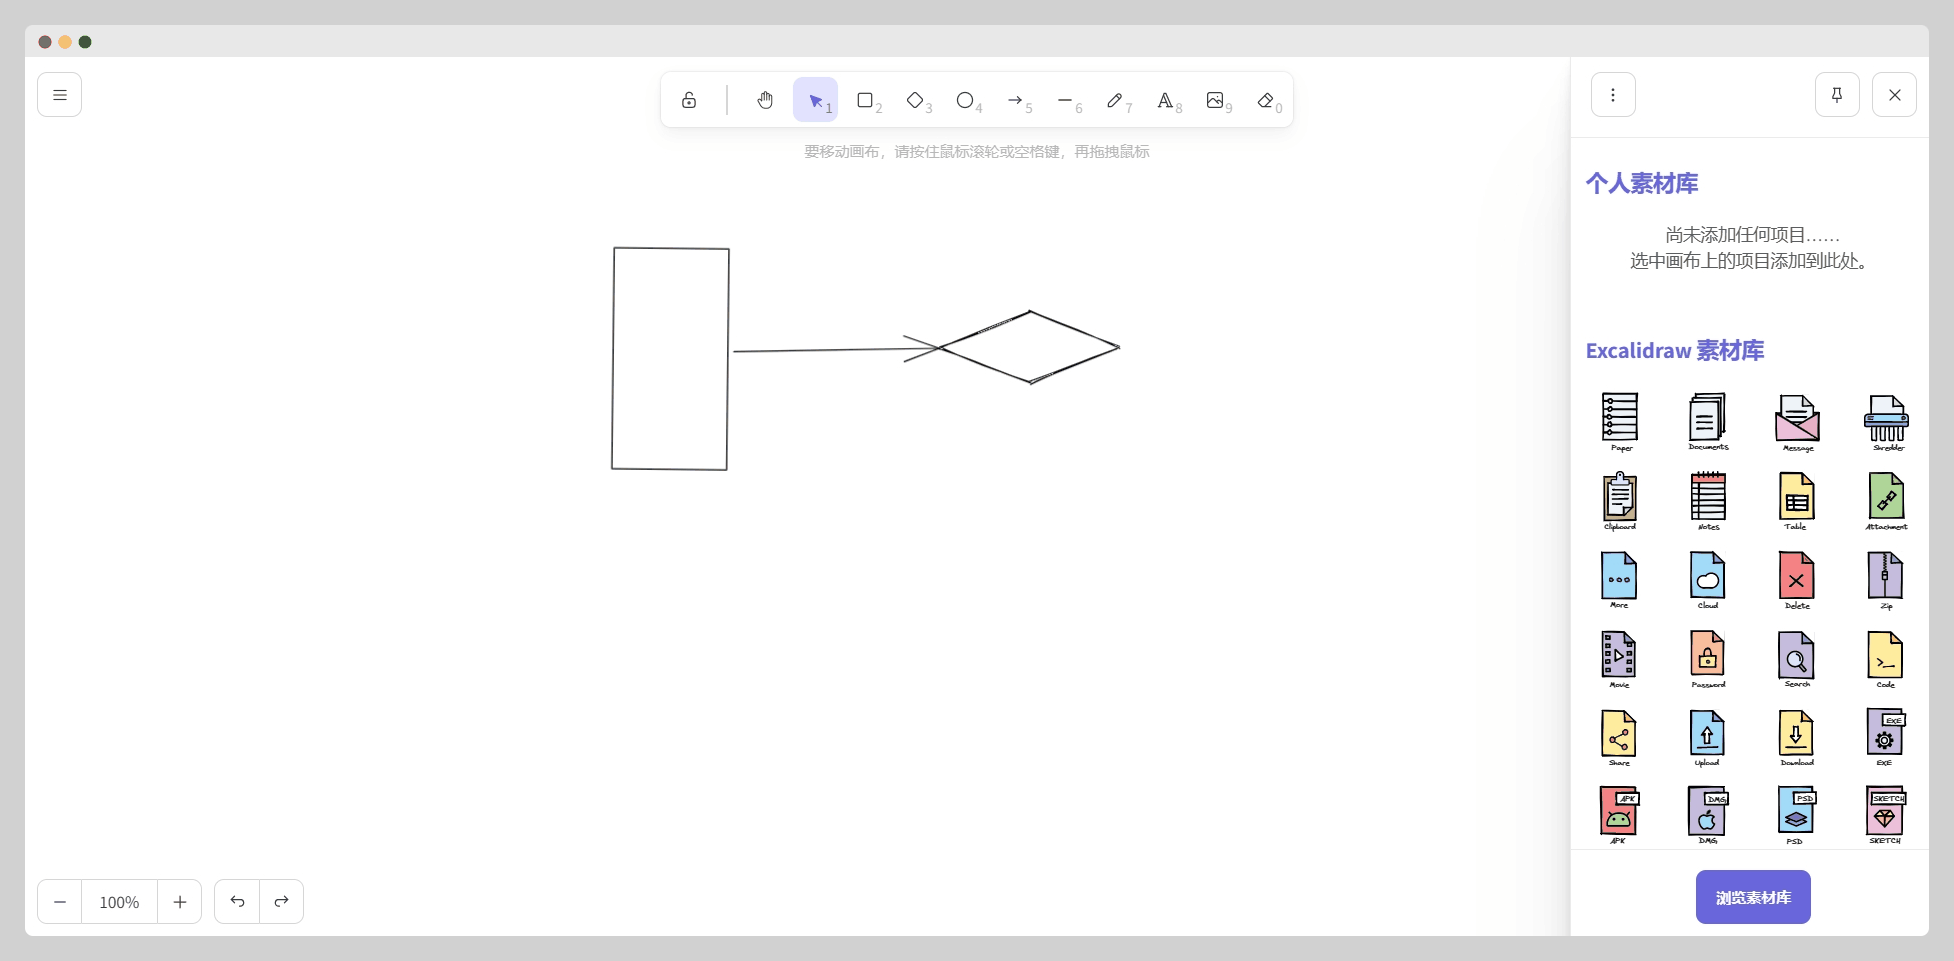 1
2
3
4
5
6
7
8
9
0
要移动画布，请按住鼠标滚轮或空格键，再拖拽鼠标
个人素材库
尚未添加任何项目……
选中画布上的项目添加到此处。
Excalidraw 素材库
Paper
Documents
Message
Shredder
Clipboard
Notes
Table
Attachment
More
Cloud
Delete
Zip
Movie
Password
Search
Code
Share
Upload
Download
EXE
EXE
APK
DMG
PSD
SKETCH
APK
DMG
PSD
SKETCH
100%
浏览素材库